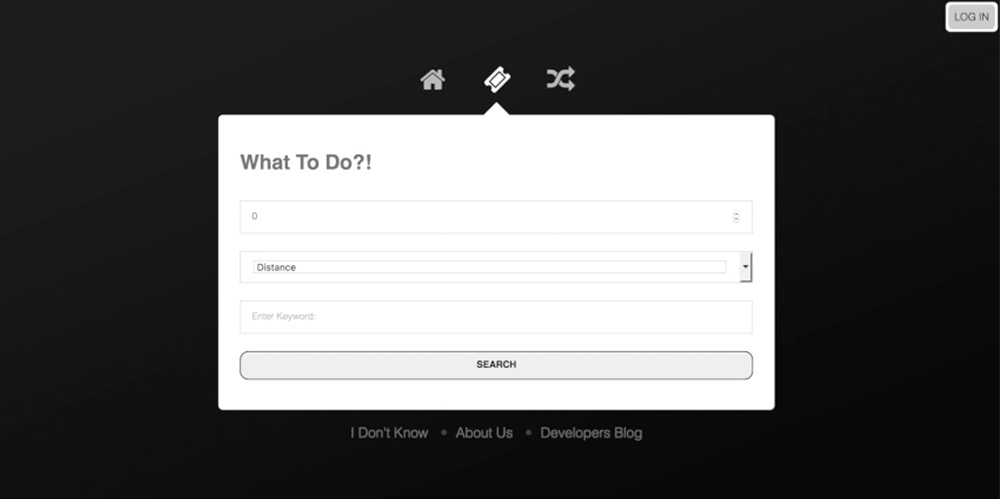 LOG IN
What To Do?!
0
Distance
Enter Keyword:
SEARCH
I Don't Know • About Us • Developers Blog